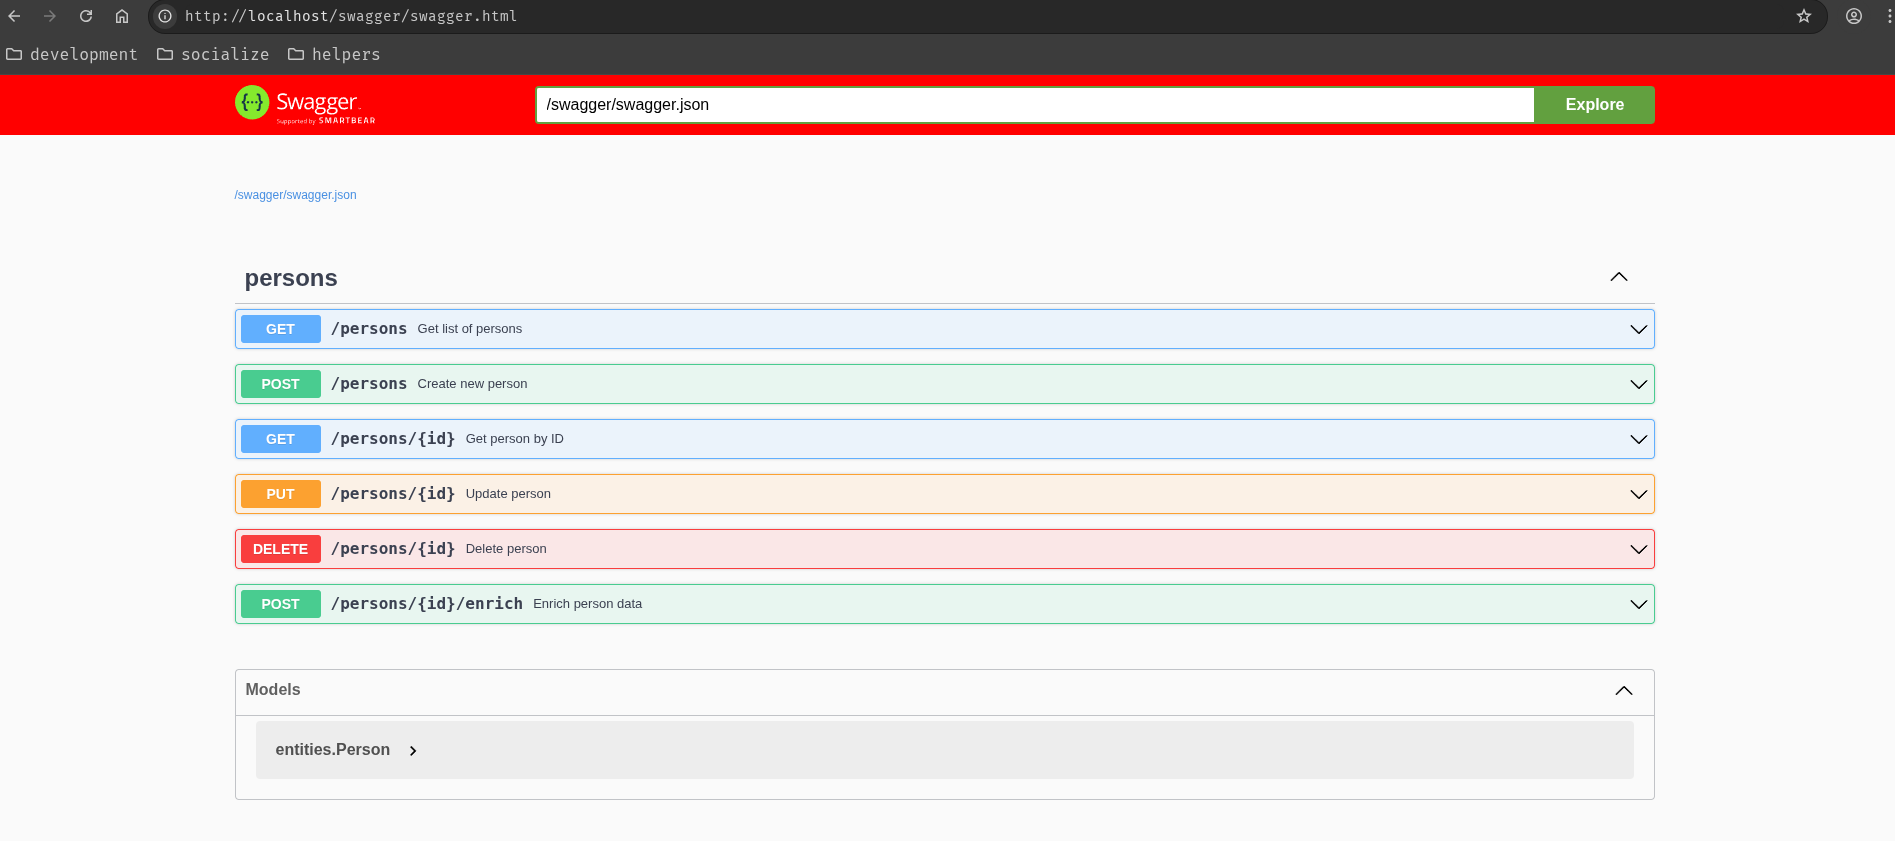 http://localhost/swagger/swagger.html
development socialize helpers
{···} Swagger. /swagger/swagger.json Explore
Supported by SMARTBEAR
/swagger/swagger.json
persons
GET /persons Get list of persons
POST /persons Create new person
GET /persons/{id} Get person by ID
PUT /persons/{id} Update person
DELETE /persons/{id} Delete person
POST /persons/{id}/enrich Enrich person data
Models
entities.Person